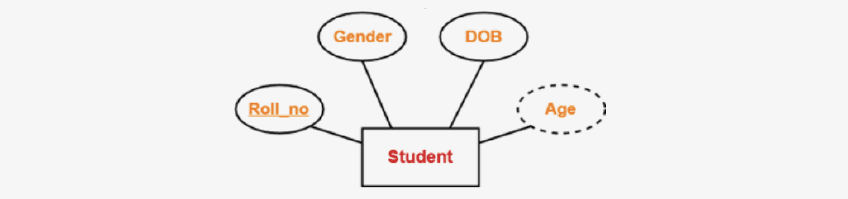 Gender
DOB
Roll_no
Age
Student